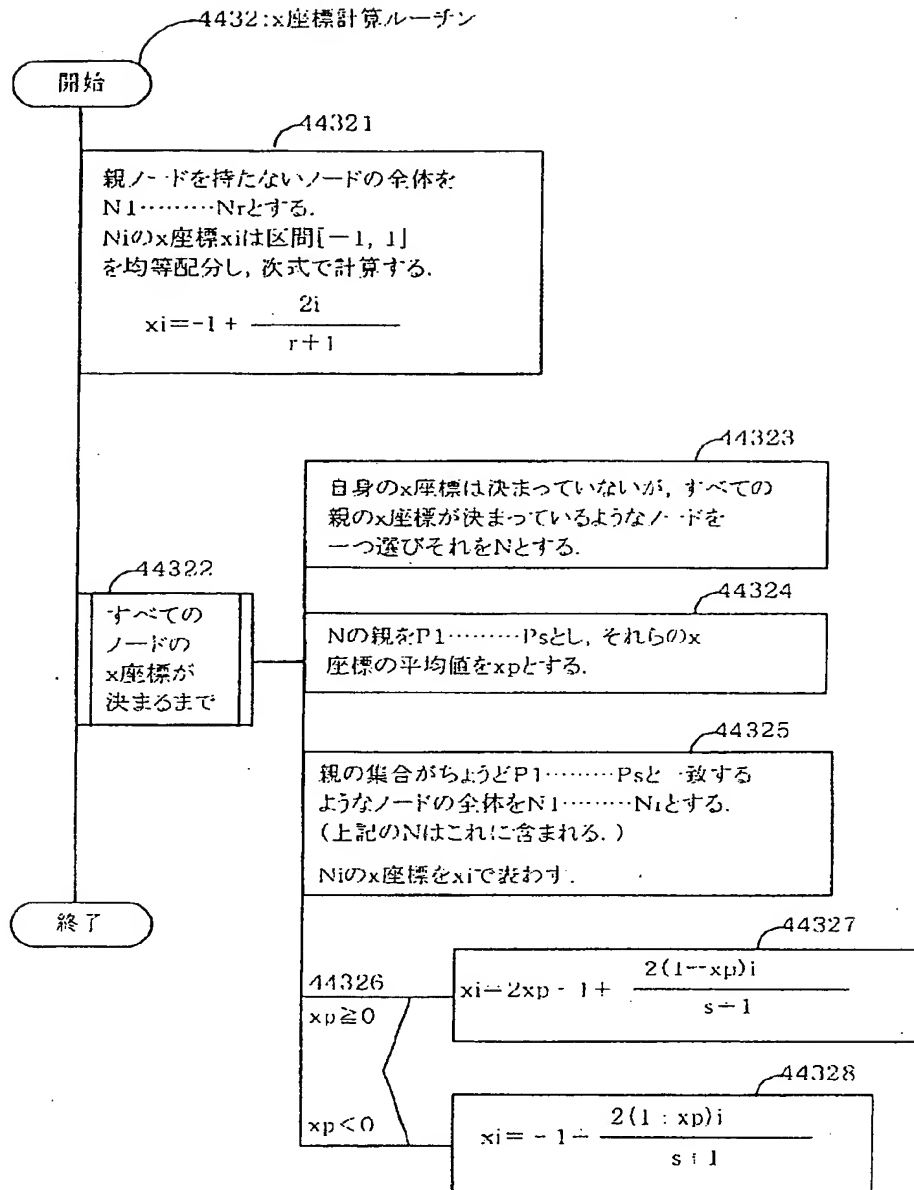 4432:x座標計算ルーチン
開始
44321
親ノードを持たないノードの全体を
N1………Nrとする.
Niのx座標xiは区間[-1, 1]
を均等配分し, 次式で計算する.
xi=-1+ 2i
r+1
44323
自身のx座標は決まっていないが, すべての
親のx座標が決まっているようなノードを
一つ選びそれをNとする.
44322
すべての
ノードの
x座標が
決まるまで
44324
Nの親をP1………Psとし, それらのx
座標の平均値をxpとする.
44325
親の集合がちょうどP1………Psと一致する
ようなノードの全体をN1………とする.
(上記のNはこれに含まれる.)
Niのx座標をxiで表わす.
終了
44326
xp≧0
44327
xi=2xp-1+ 2(1-xp)i
xp<0
44328
xi=-1